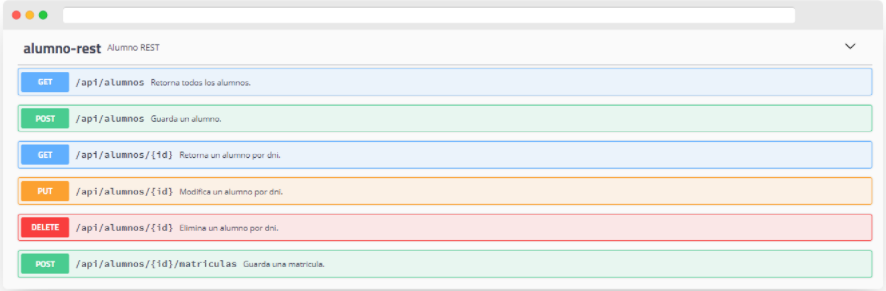 alumno-rest Alumno REST
GET /api/alumnos Retorna todos los alumnos.
POST /api/alumnos Guarda un alumno.
GET /api/alumnos/{id} Retorna un alumno por dni.
PUT /api/alumnos/{id} Modifica un alumno por dni.
DELETE /api/alumnos/{id} Elimina un alumno por dni.
POST /api/alumnos/{id}/matriculas Guarda una matricula.